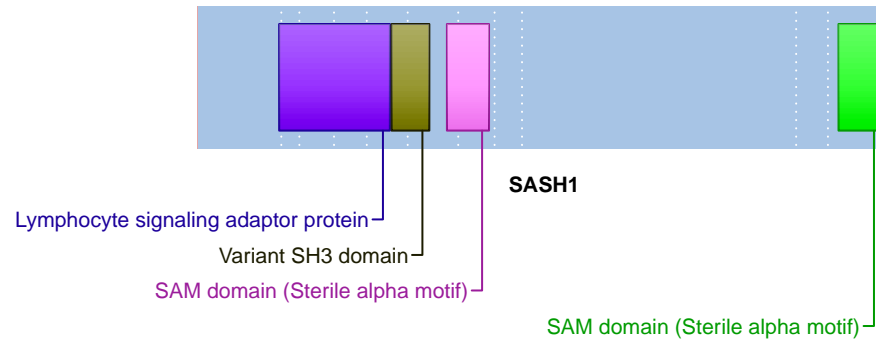 SASH1
Lymphocyte signaling adaptor protein
Variant SH3 domain
SAM domain (Sterile alpha motif)
SAM domain (Sterile alpha motif)